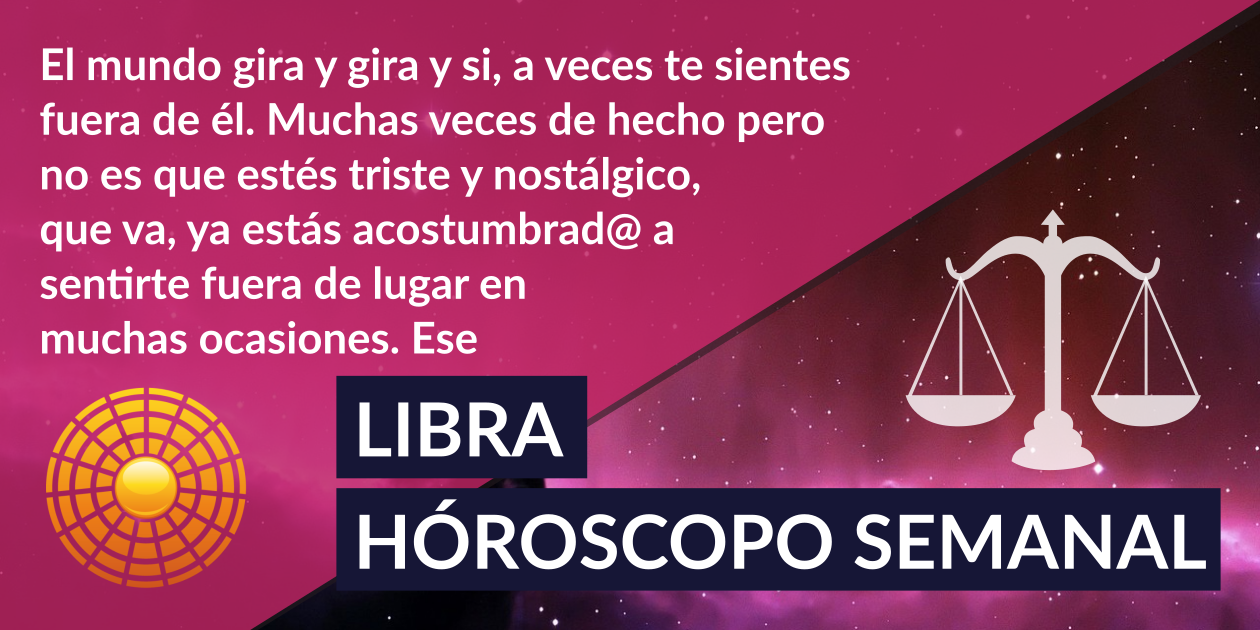 El mundo gira y gira y si, a veces te sientes
fuera de él. Muchas veces de hecho pero
no es que estés triste y nostálgico,
que va, ya estás acostumbrad@ a
sentirte fuera de lugar en
muchas ocasiones. Ese
LIBRA
HÓROSCOPO SEMANAL